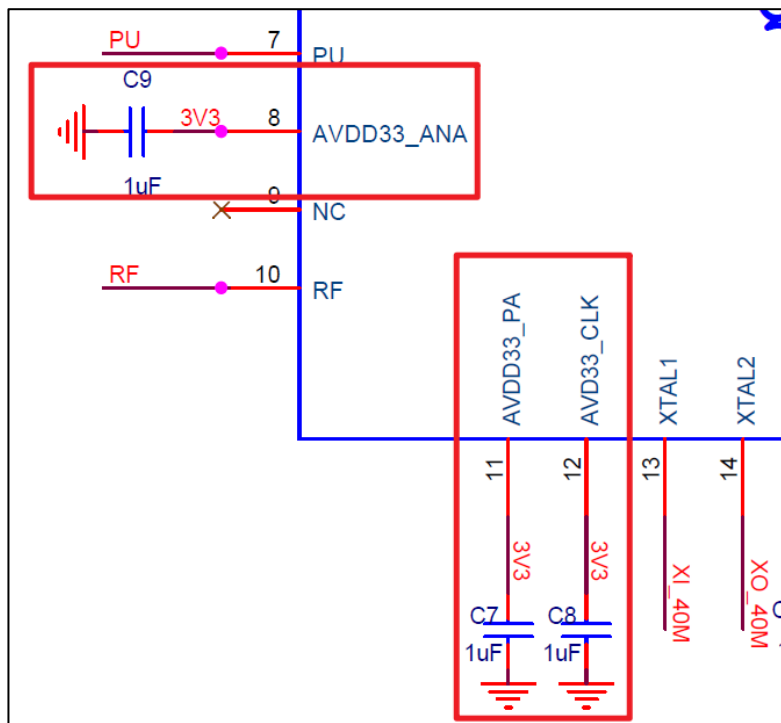 PU
7
PU
C9
3V3
8
AVDD33_ANA
1uF
9
NC
RF
10
RF
AVDD33_PA
AVD33_CLK
XTAL1
XTAL2
11
12
13
14
3V3
3V3
XI_40M
XO_40M
C7
1uF
C8
1uF